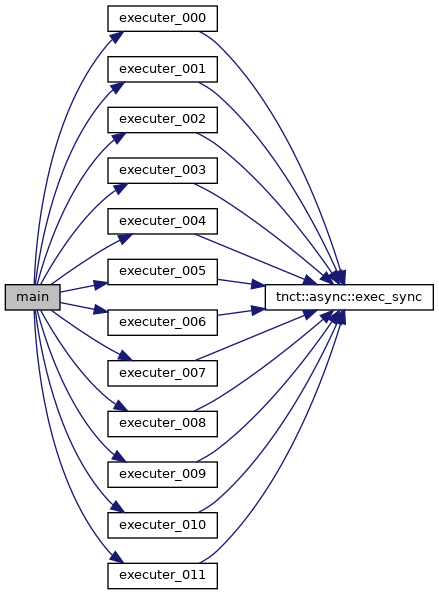 executer_000
executer_001
executer_002
executer_003
executer_004
executer_005
main
tnct::async::exec_sync
executer_006
executer_007
executer_008
executer_009
executer_010
executer_011